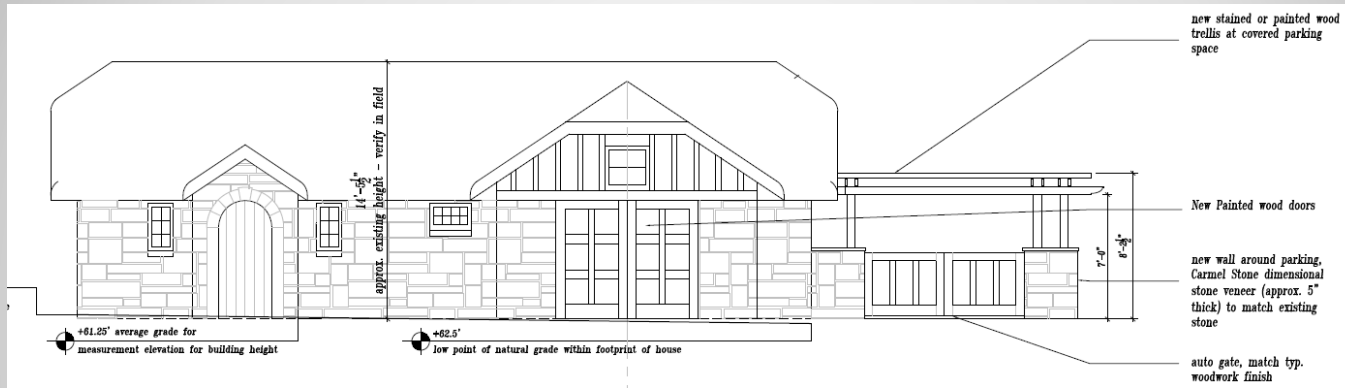 new stained or painted wood
trellis at covered parking
space
approx. existing height - verify in field
14'-5½"
New Painted wood doors
7'-0"
8'-2½"
new wall around parking,
Carmel Stone dimensional
stone veneer (approx. 5"
thick) to match existing
stone
+61.25' average grade for
measurement elevation for building height
+62.5'
low point of natural grade within footprint of house
auto gate, match typ.
woodwork finish